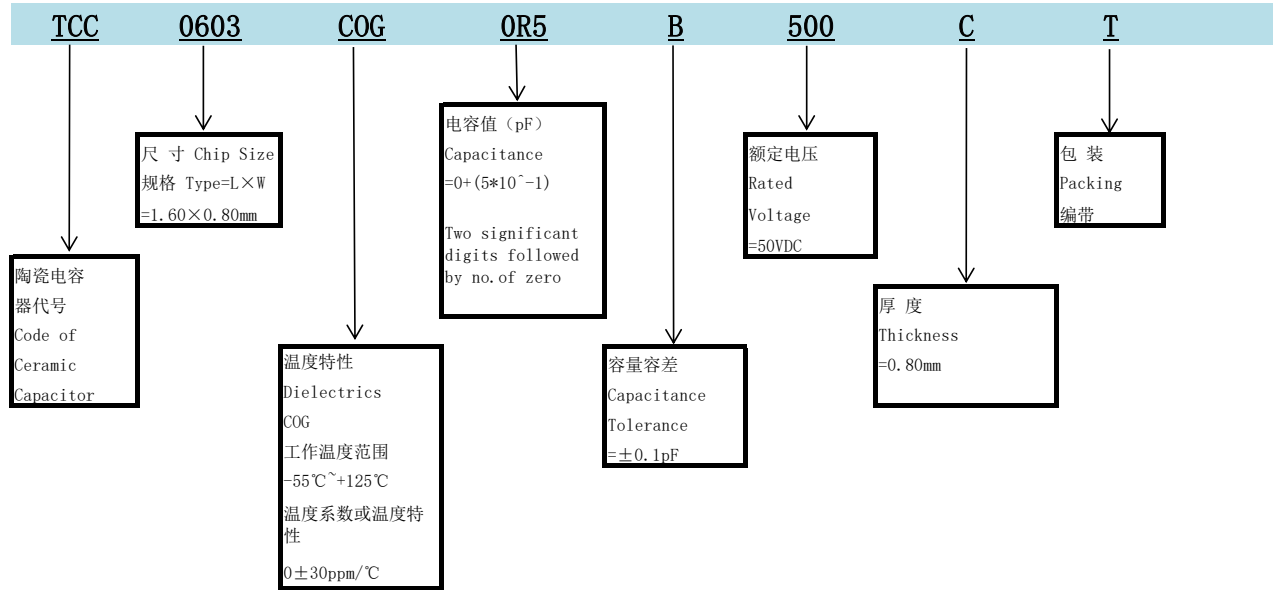 TCC 0603 COG 0R5 B 500 C T
陶瓷电容
器代号
Code of
Ceramic
Capacitor
尺 寸 Chip Size
规格 Type=L×W
=1.60×0.80mm
温度特性
Dielectrics
COG
工作温度范围
-55℃~+125℃
温度系数或温度特
性
0±30ppm/℃
电容值（pF）
Capacitance
=0+(5*10^-1)
Two significant
digits followed
by no.of zero
容量容差
Capacitance
Tolerance
=±0.1pF
额定电压
Rated
Voltage
=50VDC
厚 度
Thickness
=0.80mm
包 装
Packing
编带